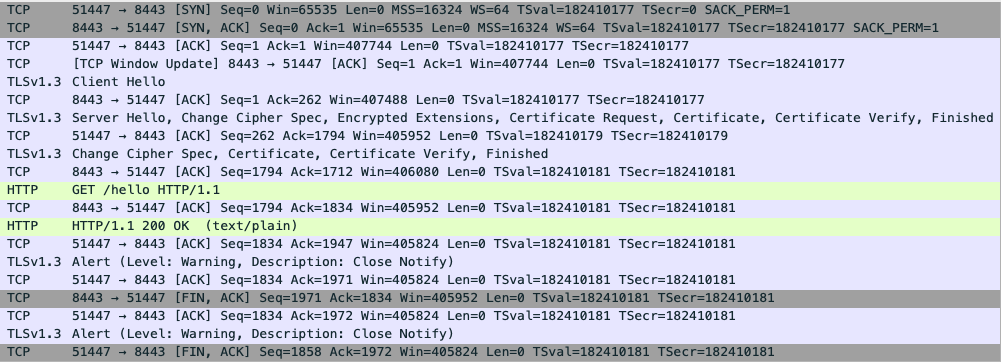 TCP 51447 → 8443 [SYN] Seq=0 Win=65535 Len=0 MSS=16324 WS=64 TSval=182410177 TSecr=0 SACK_PERM=1
TCP 8443 → 51447 [SYN, ACK] Seq=0 Ack=1 Win=65535 Len=0 MSS=16324 WS=64 TSval=182410177 TSecr=182410177 SACK_PERM=1
TCP 51447 → 8443 [ACK] Seq=1 Ack=1 Win=407744 Len=0 TSval=182410177 TSecr=182410177
TCP [TCP Window Update] 8443 → 51447 [ACK] Seq=1 Ack=1 Win=407744 Len=0 TSval=182410177 TSecr=182410177
TLSv1.3 Client Hello
TCP 8443 → 51447 [ACK] Seq=1 Ack=262 Win=407488 Len=0 TSval=182410177 TSecr=182410177
TLSv1.3 Server Hello, Change Cipher Spec, Encrypted Extensions, Certificate Request, Certificate, Certificate Verify, Finished
TCP 51447 → 8443 [ACK] Seq=262 Ack=1794 Win=405952 Len=0 TSval=182410179 TSecr=182410179
TLSv1.3 Change Cipher Spec, Certificate, Certificate Verify, Finished
TCP 8443 → 51447 [ACK] Seq=1794 Ack=1712 Win=406080 Len=0 TSval=182410181 TSecr=182410181
HTTP GET /hello HTTP/1.1
TCP 8443 → 51447 [ACK] Seq=1794 Ack=1834 Win=405952 Len=0 TSval=182410181 TSecr=182410181
HTTP HTTP/1.1 200 OK (text/plain)
TCP 51447 → 8443 [ACK] Seq=1834 Ack=1947 Win=405824 Len=0 TSval=182410181 TSecr=182410181
TLSv1.3 Alert (Level: Warning, Description: Close Notify)
TCP 51447 → 8443 [ACK] Seq=1834 Ack=1971 Win=405824 Len=0 TSval=182410181 TSecr=182410181
TCP 8443 → 51447 [FIN, ACK] Seq=1971 Ack=1834 Win=405952 Len=0 TSval=182410181 TSecr=182410181
TCP 51447 → 8443 [ACK] Seq=1834 Ack=1972 Win=405824 Len=0 TSval=182410181 TSecr=182410181
TLSv1.3 Alert (Level: Warning, Description: Close Notify)
TCP 51447 → 8443 [FIN, ACK] Seq=1858 Ack=1972 Win=405824 Len=0 TSval=182410181 TSecr=182410181